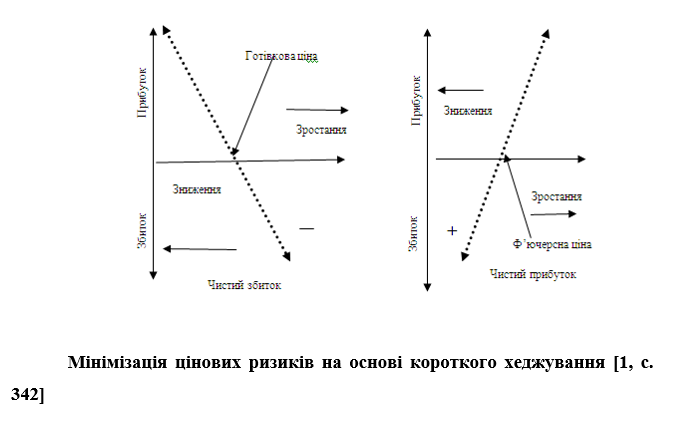 Прибуток
Готівкова ціна
Зростання
Зниження
Збиток
–
Чистий збиток
Прибуток
Зниження
Зростання
Збиток
+
Ф’ючерсна ціна
Чистий прибуток
Мінімізація цінових ризиків на основі короткого хеджування [1, с.
342]